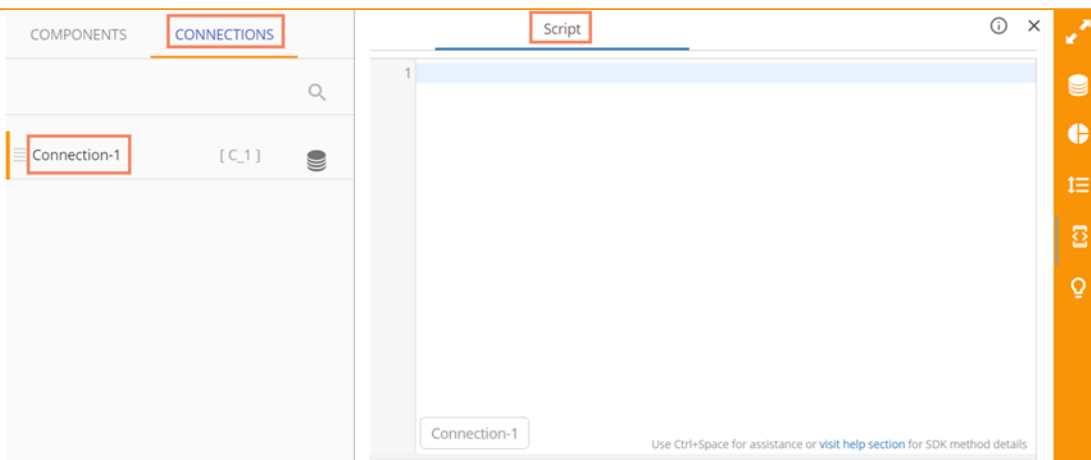 COMPONENTS CONNECTIONS
Script
1
Connection-1 [ C_1 ]
Connection-1
Use Ctrl+Space for assistance or visit help section for SDK method details